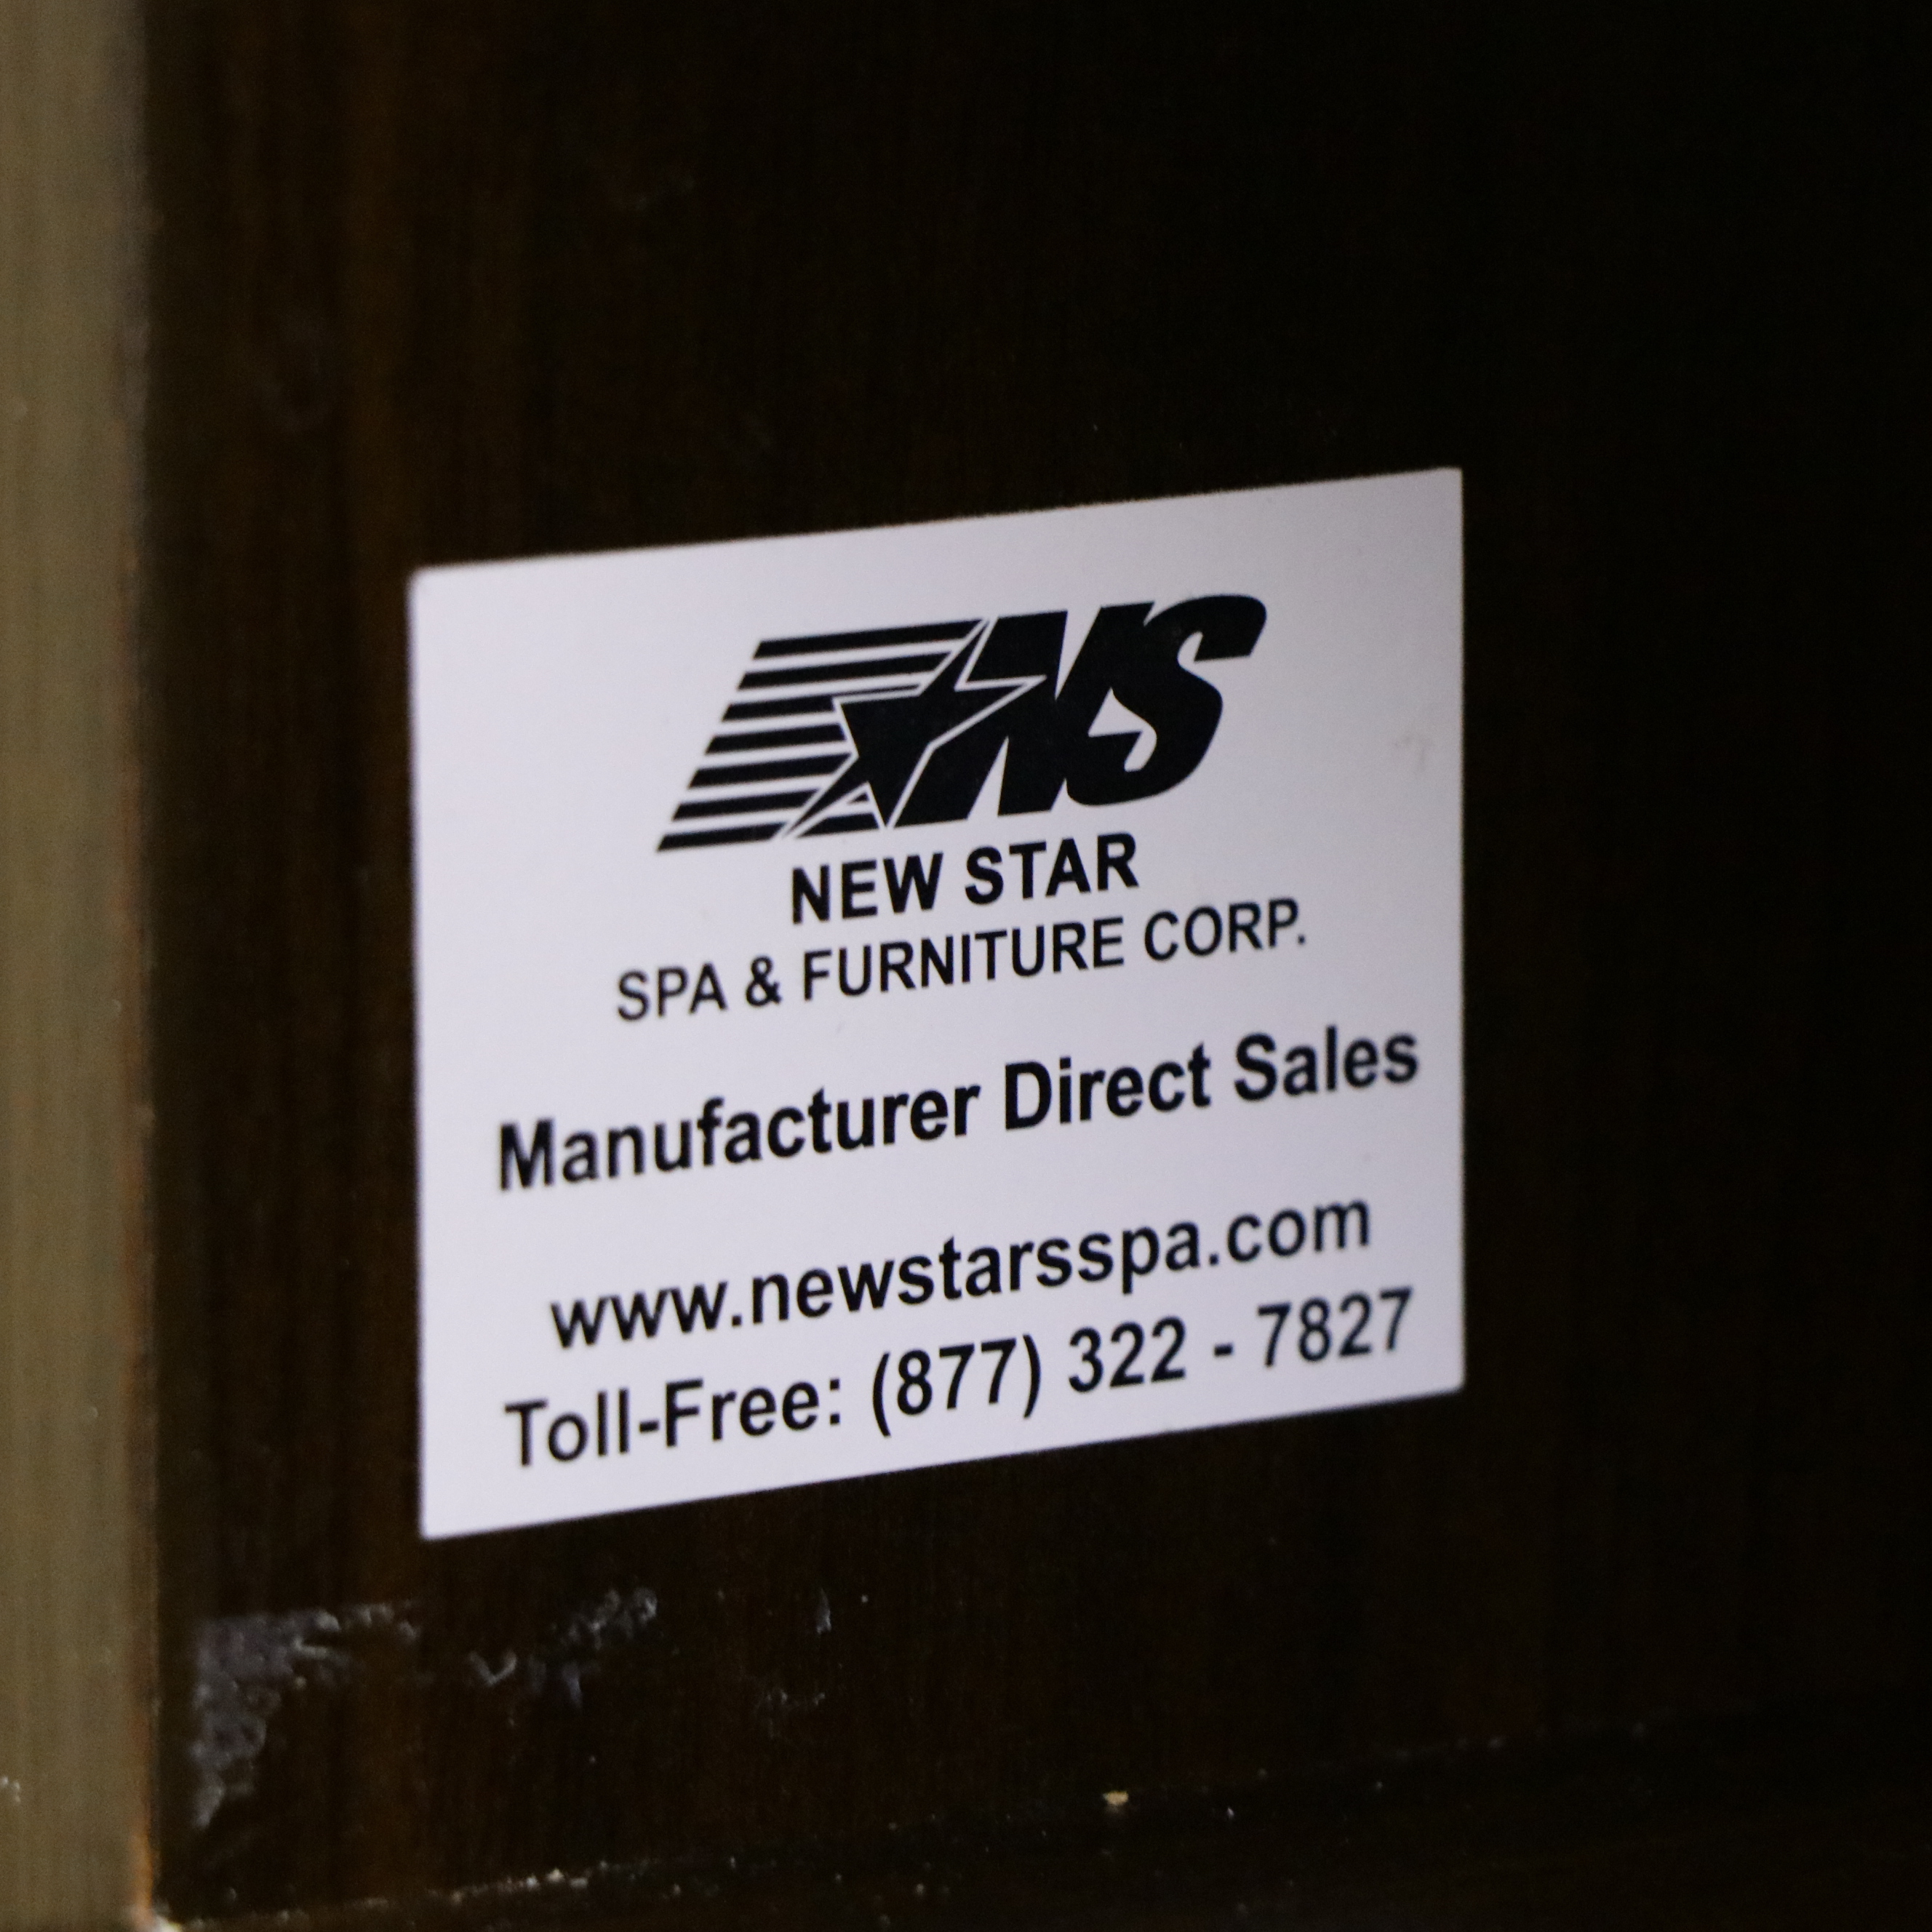 NS
NEW STAR
SPA & FURNITURE CORP.
Manufacturer Direct Sales
www.newstarsspa.com
Toll-Free: (877) 322 - 7827